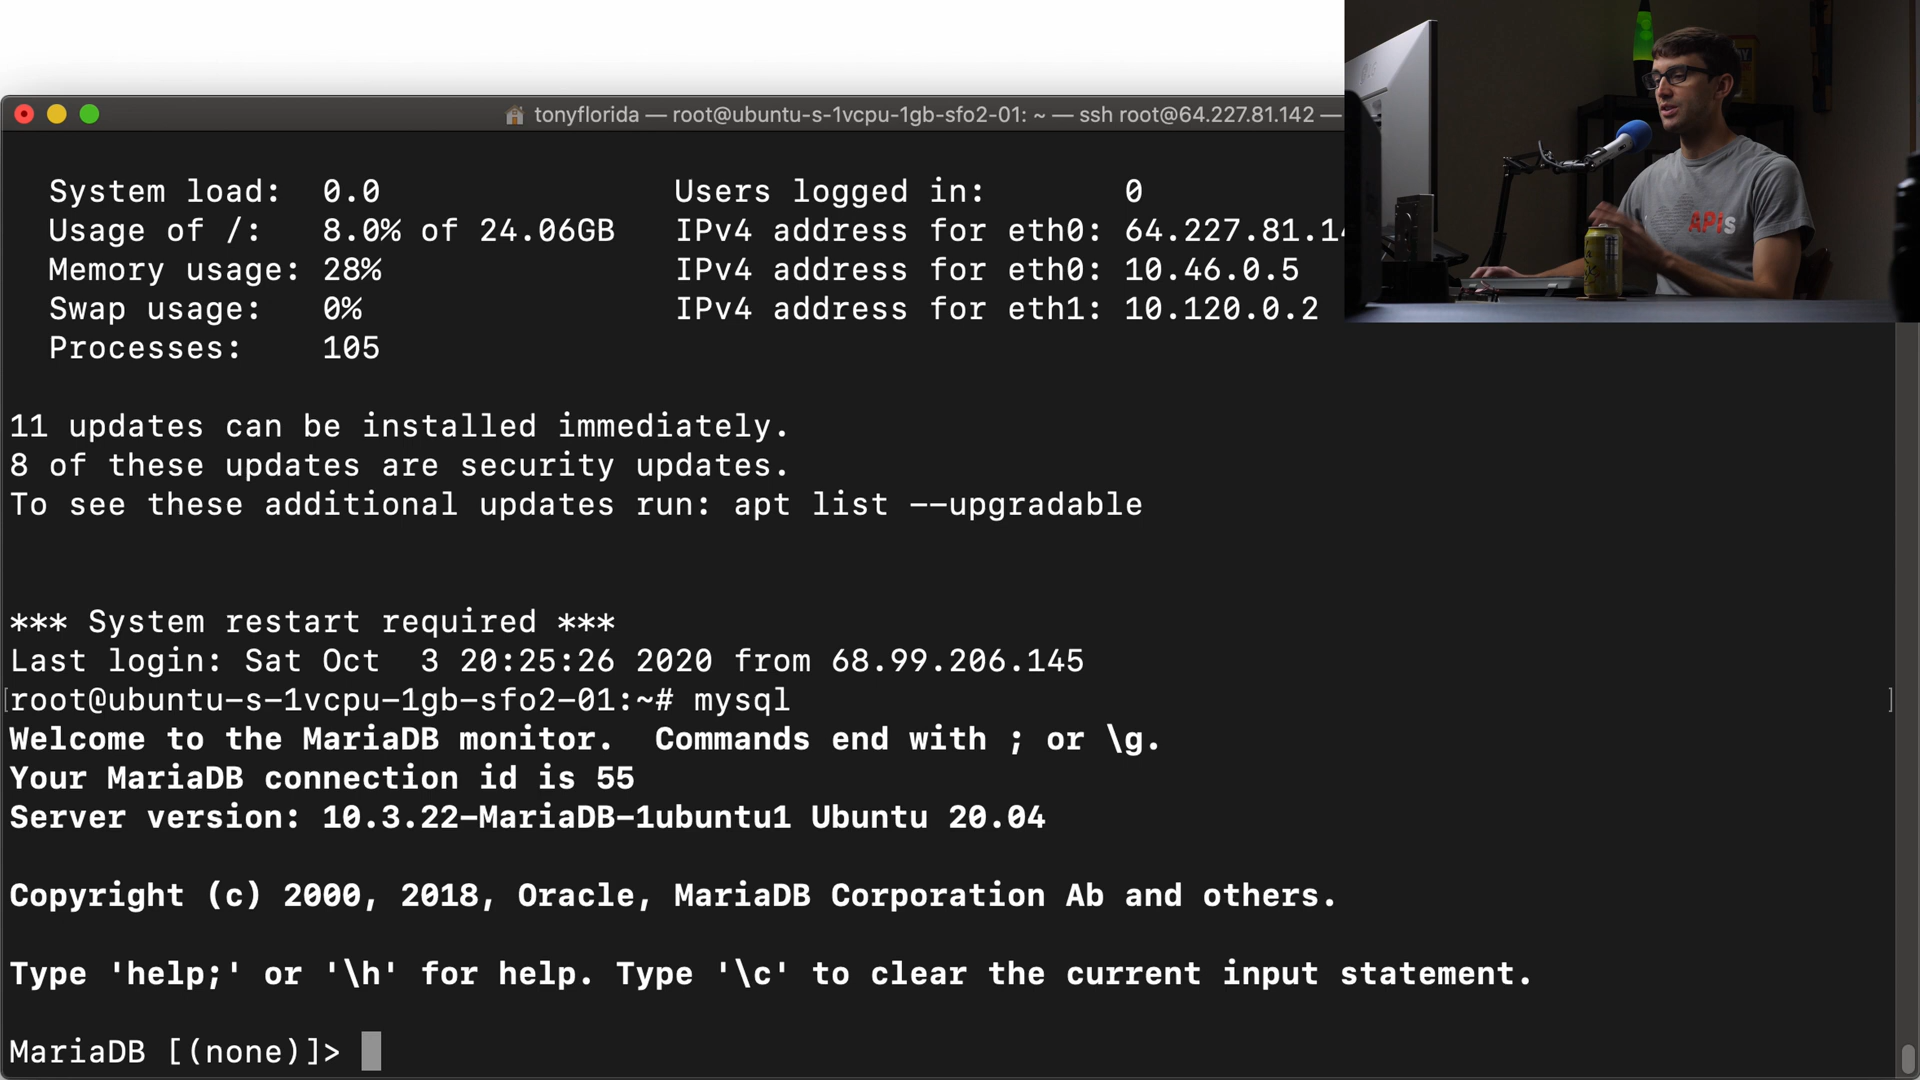 tonyflorida — root@ubuntu-s-1vcpu-1gb-sfo2-01: ~ — ssh root@64.227.81.142 —
System load: 0.0 Users logged in: 0
Usage of /: 8.0% of 24.06GB IPv4 address for eth0: 64.227.81.14
Memory usage: 28% IPv4 address for eth0: 10.46.0.5
Swap usage: 0% IPv4 address for eth1: 10.120.0.2
Processes: 105
11 updates can be installed immediately.
8 of these updates are security updates.
To see these additional updates run: apt list --upgradable
*** System restart required ***
Last login: Sat Oct  3 20:25:26 2020 from 68.99.206.145
[root@ubuntu-s-1vcpu-1gb-sfo2-01:~# mysql ]
Welcome to the MariaDB monitor.  Commands end with ; or \g.
Your MariaDB connection id is 55
Server version: 10.3.22-MariaDB-1ubuntu1 Ubuntu 20.04
Copyright (c) 2000, 2018, Oracle, MariaDB Corporation Ab and others.
Type 'help;' or '\h' for help. Type '\c' to clear the current input statement.
MariaDB [(none)]>
APIs